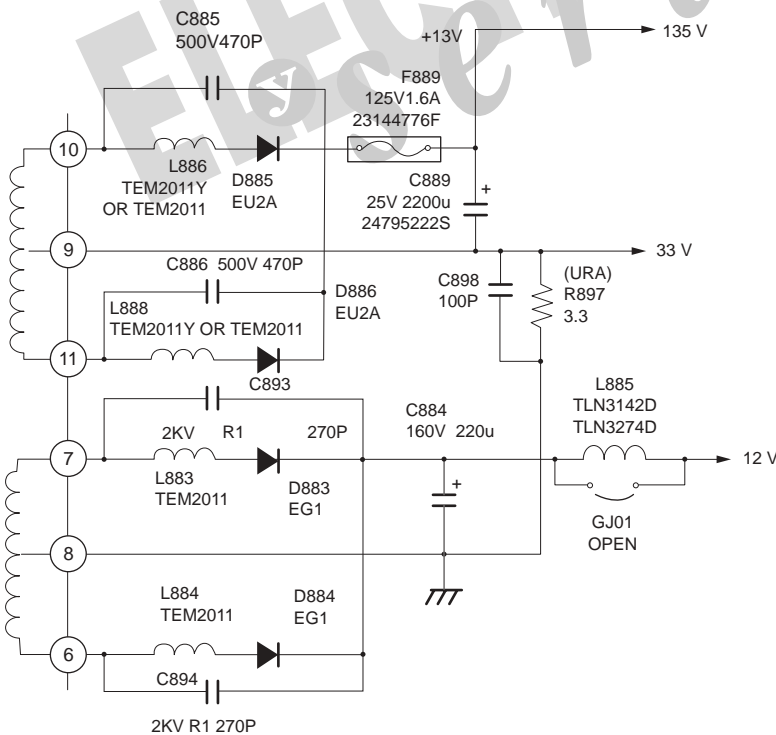 C885
500V470P
+13V
135 V
F889
125V1.6A
23144776F
10
L886
TEM2011Y
OR TEM2011
D885
EU2A
C889
25V 2200u
24795222S
+
9
33 V
C886 500V 470P
D886
EU2A
C898
100P
(URA)
R897
3.3
L888
TEM2011Y OR TEM2011
11
C893
L885
TLN3142D
TLN3274D
C884
160V 220u
2KV R1 270P
7
12 V
L883
TEM2011
D883
EG1
+
GJ01
OPEN
8
L884
TEM2011
D884
EG1
6
C894
2KV R1 270P
ELEC
y ser